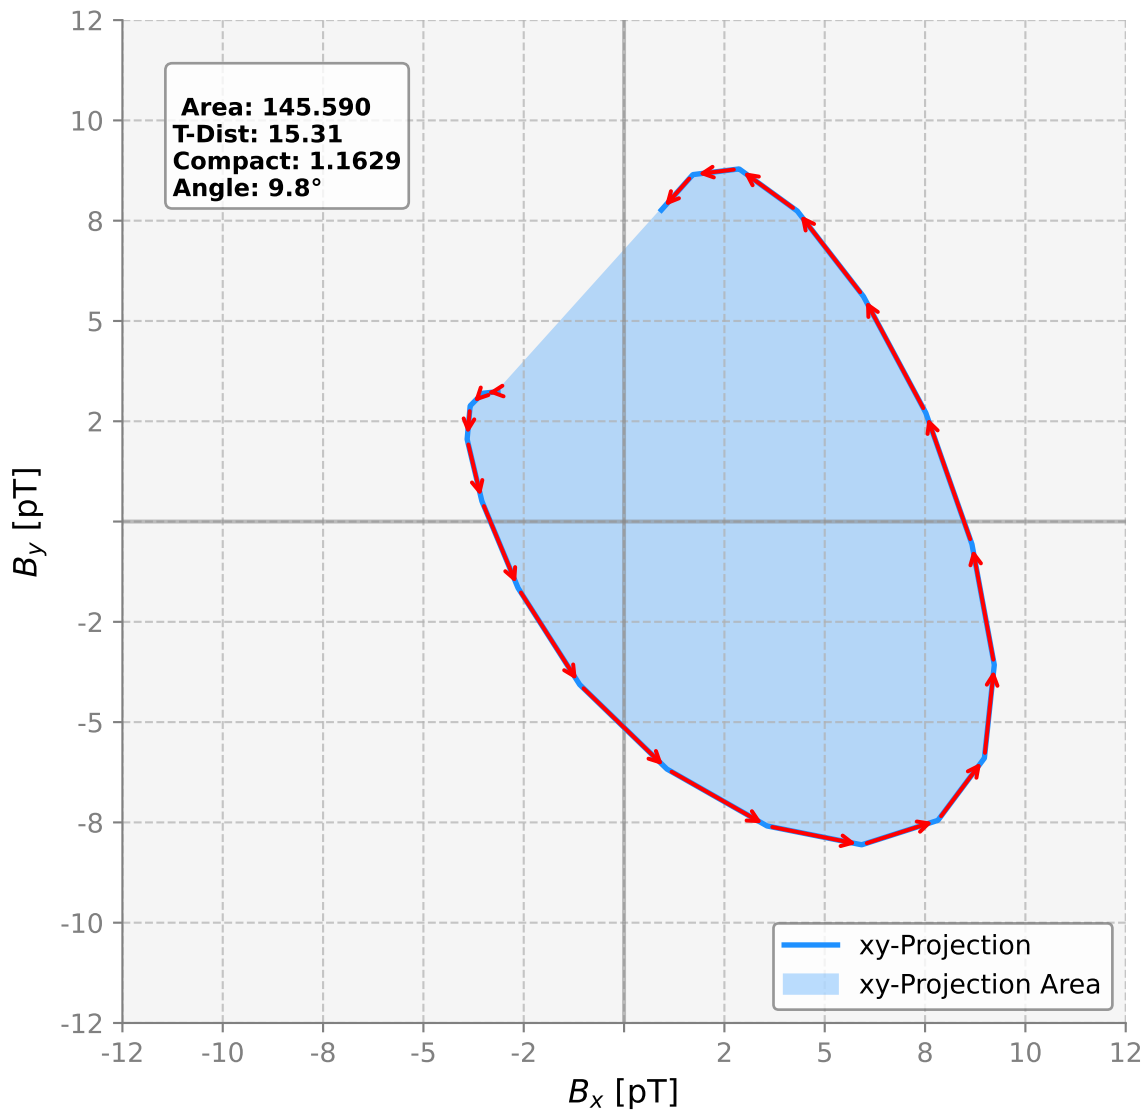 12
10
8
5
2
-2
-5
-8
-10
-12
Area: 145.590
T-Dist: 15.31
Compact: 1.1629
Angle: 9.8°
B_y [pT]
xy-Projection
xy-Projection Area
-12 -10 -8 -5 -2 2 5 8 10 12
B_x [pT]